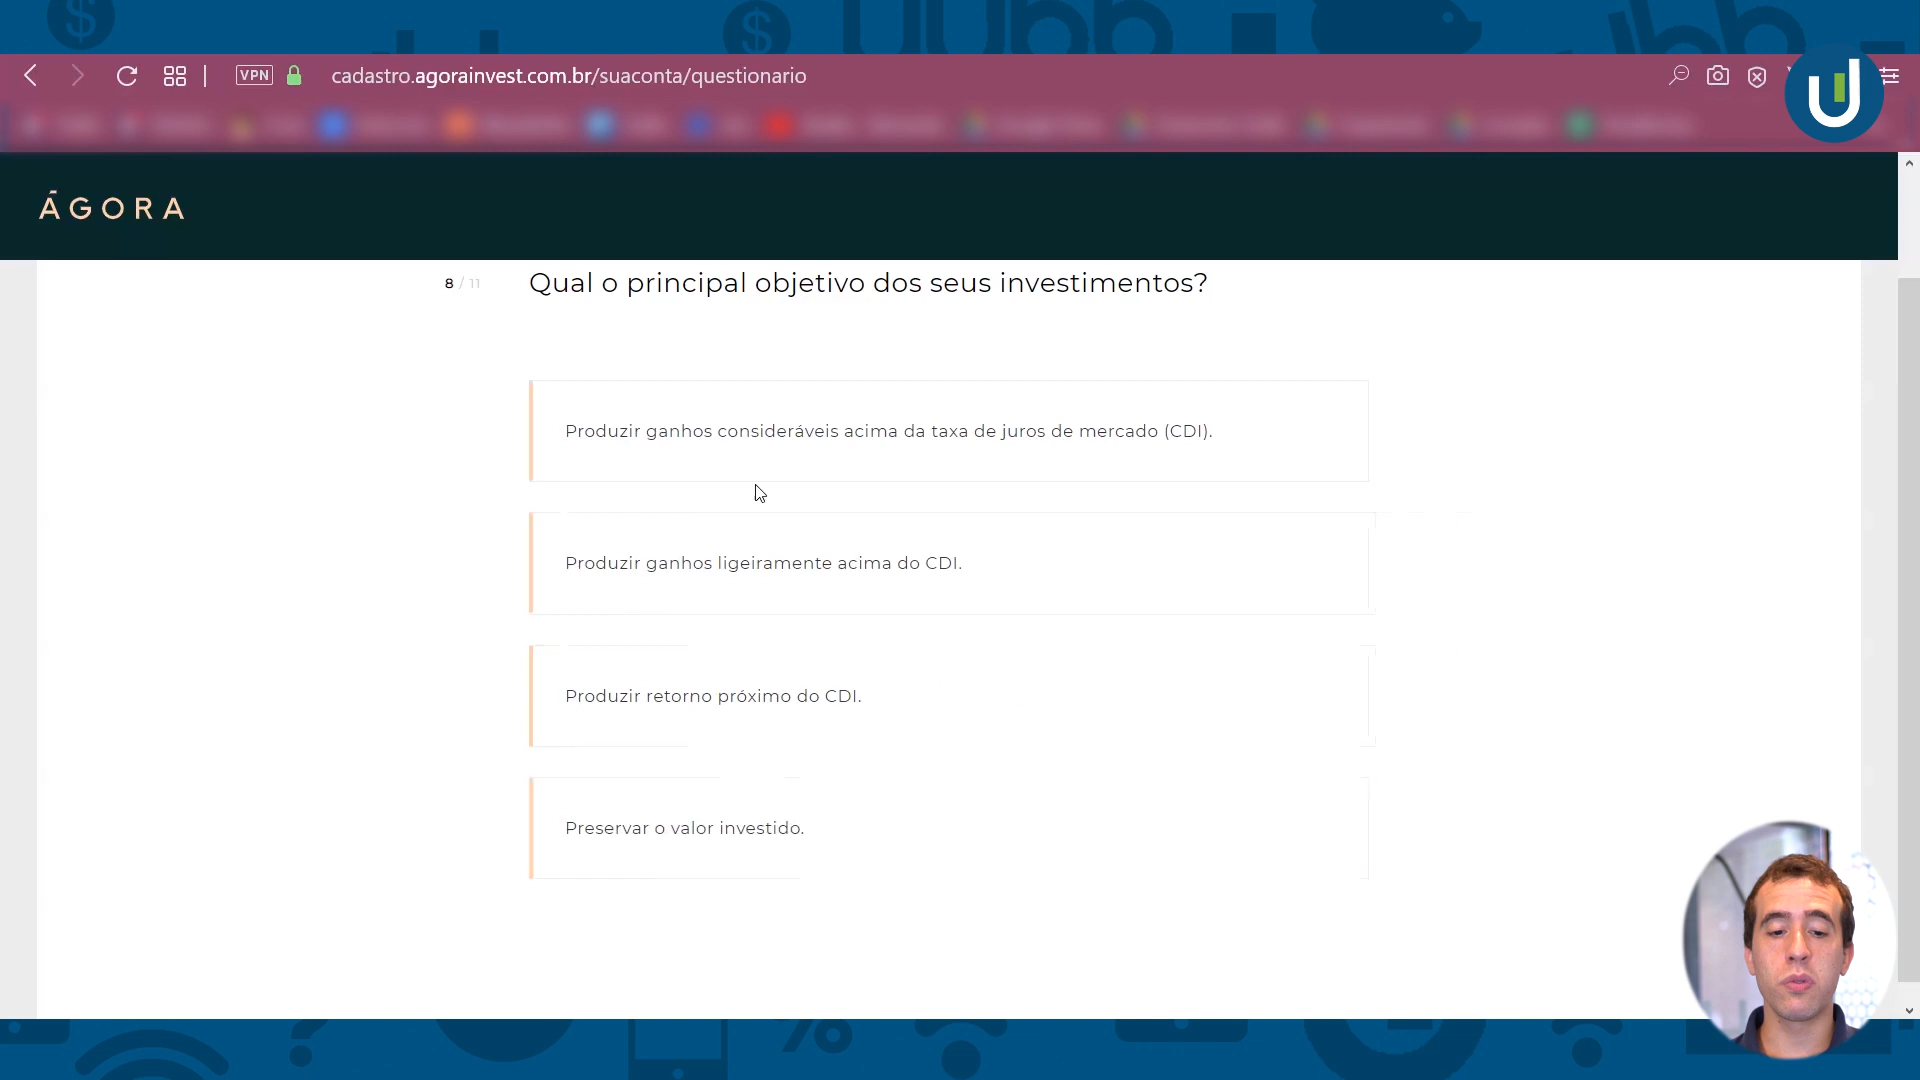 VPN
cadastro.agorainvest.com.br/suaconta/questionario
ÁGORA
8 / 11
Qual o principal objetivo dos seus investimentos?
Produzir ganhos consideráveis acima da taxa de juros de mercado (CDI).
Produzir ganhos ligeiramente acima do CDI.
Produzir retorno próximo do CDI.
Preservar o valor investido.